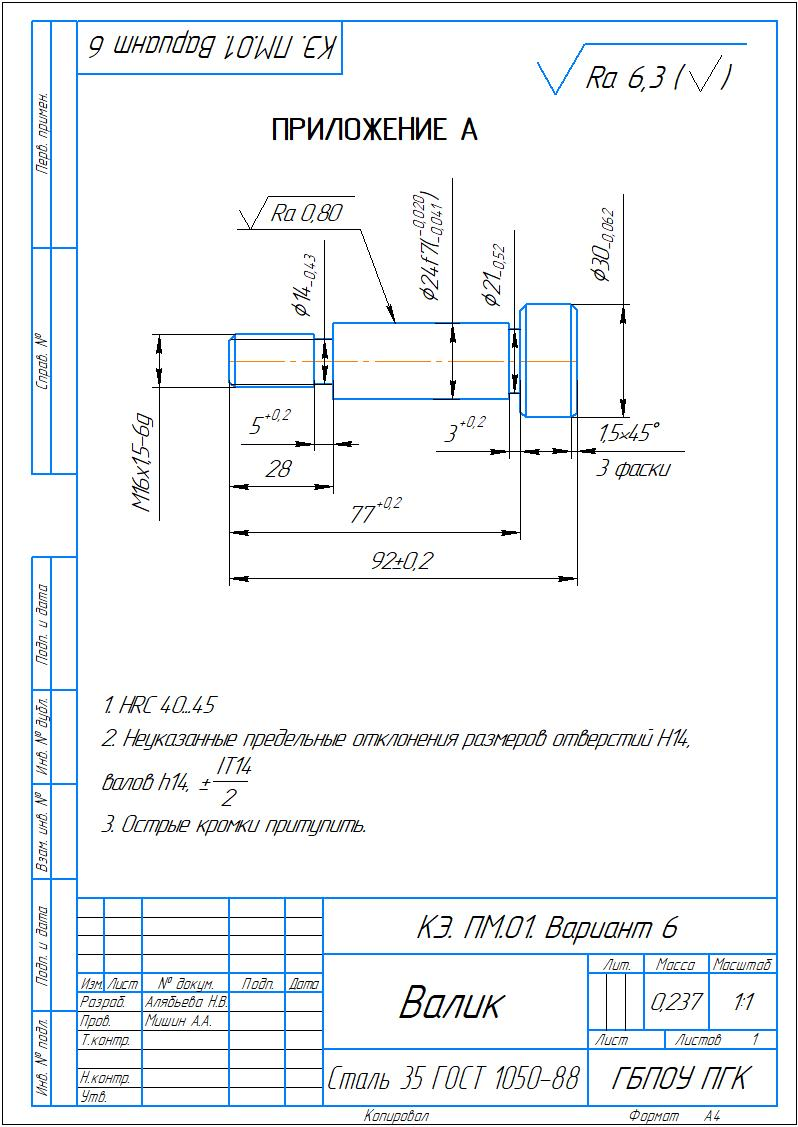 КЭ. ПМ.01. Вариант 6
Перв. примен.
Справ. №
Подп. и дата
Инв. № дубл.
Взам. инв. №
Подп. и дата
Инв. № подл.
Ra 6,3 (√)
ПРИЛОЖЕНИЕ А
Ra 0,80
ϕ14-0,43
ϕ24f7(-0,020 -0,041)
ϕ21-0,52
ϕ30-0,062
M16x1,5-6g
5+0,2
3+0,2
1,5×45°
3 фаски
28
77+0,2
92±0,2
1. HRC 40...45
2. Неуказанные предельные отклонения размеров отверстий H14,
валов h14, ± IT14/2
3. Острые кромки притупить.
КЭ. ПМ.01. Вариант 6
Изм. Лист № докум. Подп. Дата
Разраб. Алябьева Н.В.
Пров. Мишин А.А.
Т.контр.
Н.контр.
Утв.
Валик
Лит. Масса Масштаб
0,237 1:1
Лист Листов 1
Сталь 35 ГОСТ 1050-88
ГБПОУ ПГК
Копировал Формат А4